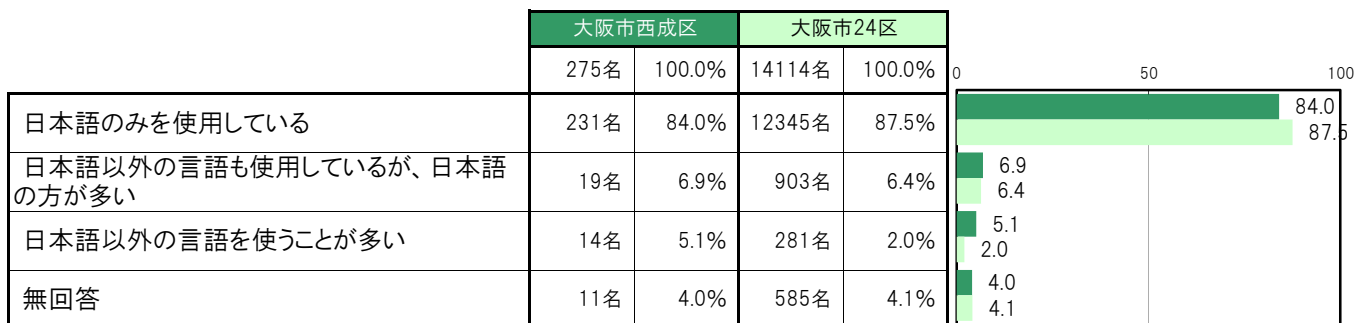 大阪市西成区 大阪市24区
275名 100.0% 14114名 100.0% 0 50 100
日本語のみを使用している 231名 84.0% 12345名 87.5% 84.0
87.5
日本語以外の言語も使用しているが、日本語
の方が多い 19名 6.9% 903名 6.4% 6.9
6.4
日本語以外の言語を使うことが多い 14名 5.1% 281名 2.0% 5.1
2.0
無回答 11名 4.0% 585名 4.1% 4.0
4.1